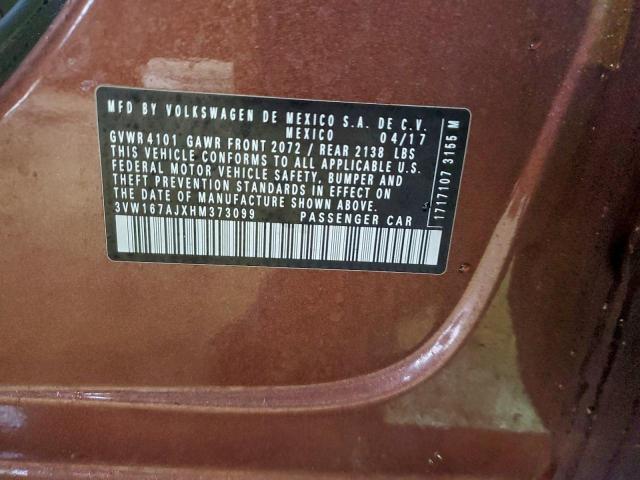 MFD BY VOLKSWAGEN DE MEXICO S.A. DE C.V.
MEXICO 04/17
GVWR 4101 GAWR FRONT 2072 / REAR 2138 LBS
THIS VEHICLE CONFORMS TO ALL APPLICABLE U.S.
FEDERAL MOTOR VEHICLE SAFETY, BUMPER AND
THEFT PREVENTION STANDARDS IN EFFECT ON
THE DATE OF MANUFACTURE SHOWN ABOVE.
3VW167AJXHM373099 PASSENGER CAR
1717107 3155 M